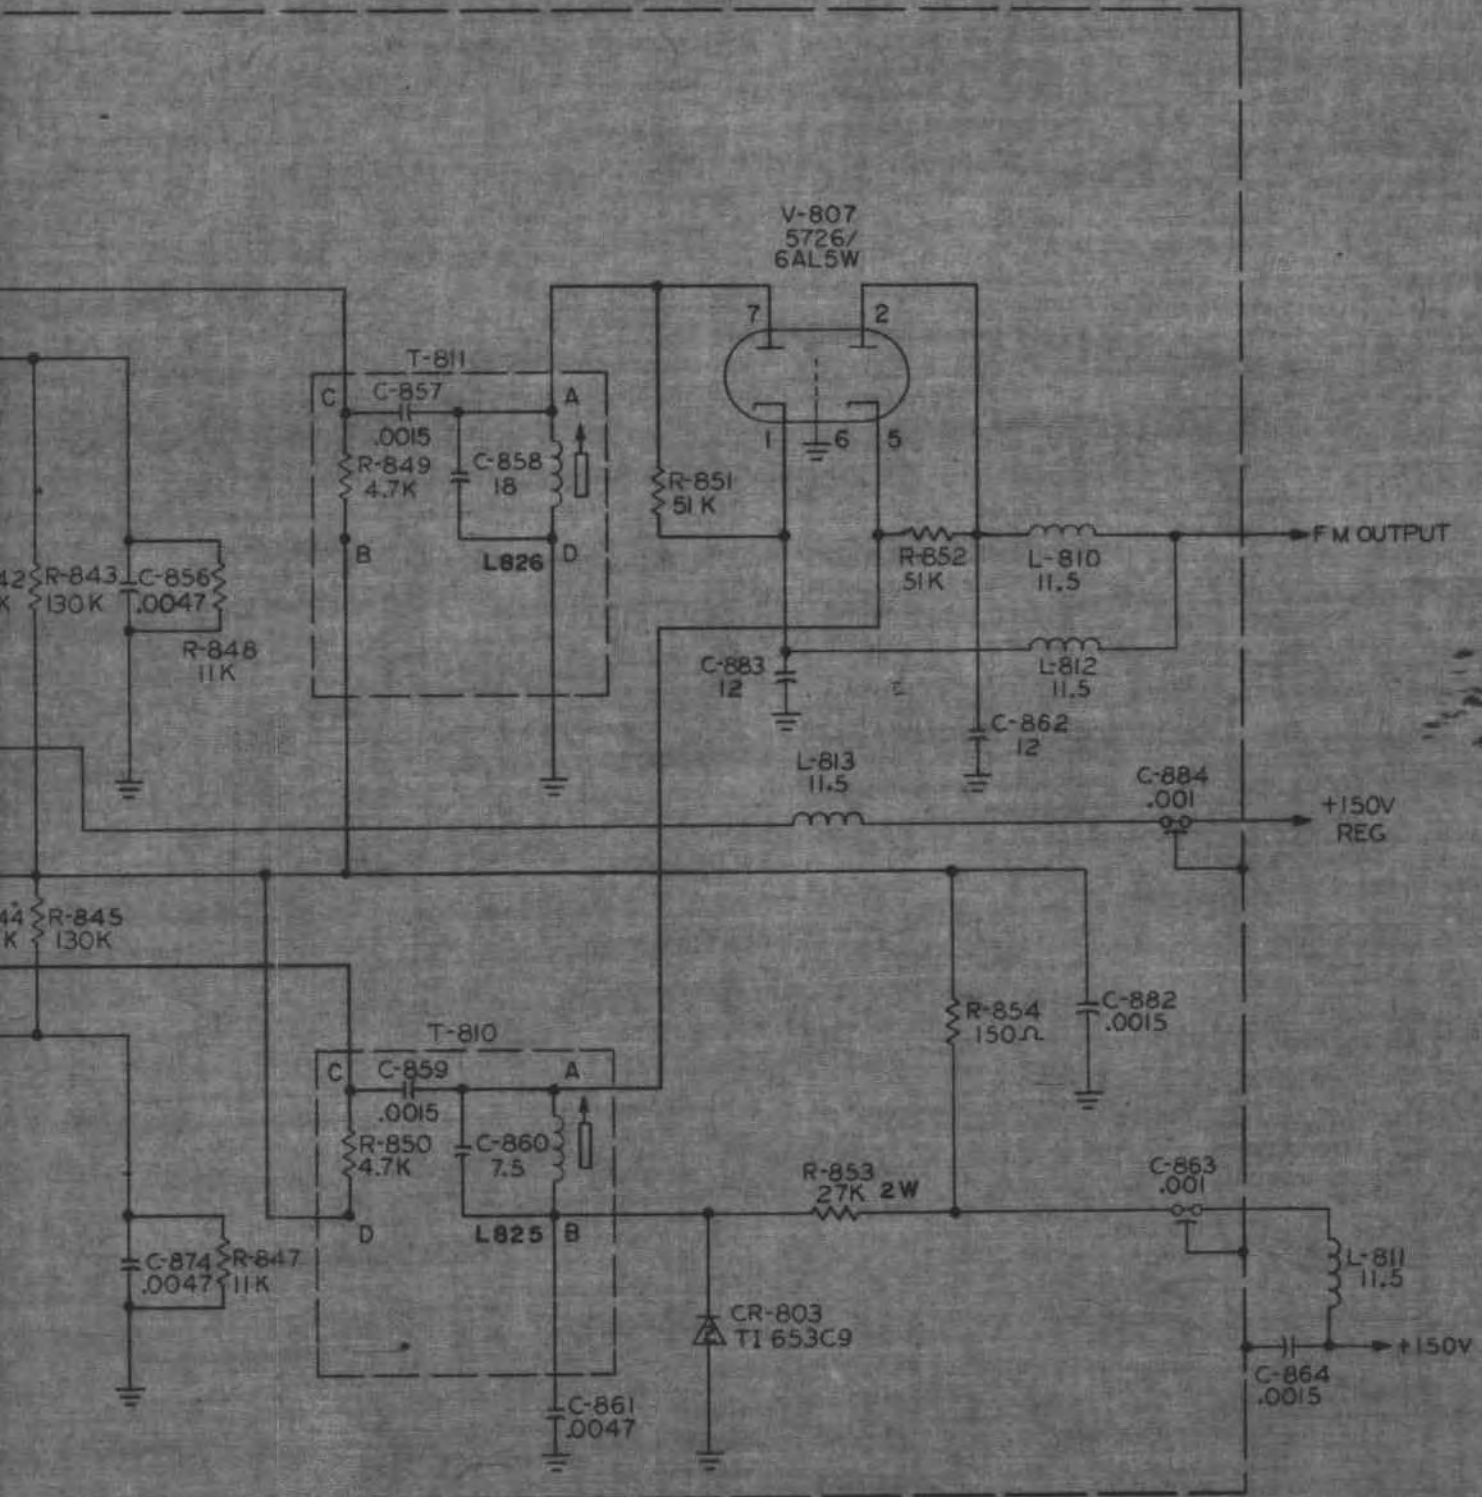 V-807
5726/
6AL5W
7
2
1
6
5
T-811
C
C-857
.0015
A
R-849
4.7K
C-858
18
B
L826
D
R-851
51K
R-852
51K
L-810
11.5
FM OUTPUT
42
K
R-843
130K
C-856
.0047
R-848
11K
C-883
12
L-812
11.5
C-862
12
L-813
11.5
C-884
.001
+150V
REG
44
K
R-845
130K
R-854
150Ω
C-882
.0015
T-810
C
C-859
.0015
A
R-850
4.7K
C-860
7.5
D
L825
B
R-853
27K 2W
C-863
.001
C-874
.0047
R-847
11K
L-811
11.5
CR-803
TI 653C9
+150V
C-864
.0015
C-861
.0047